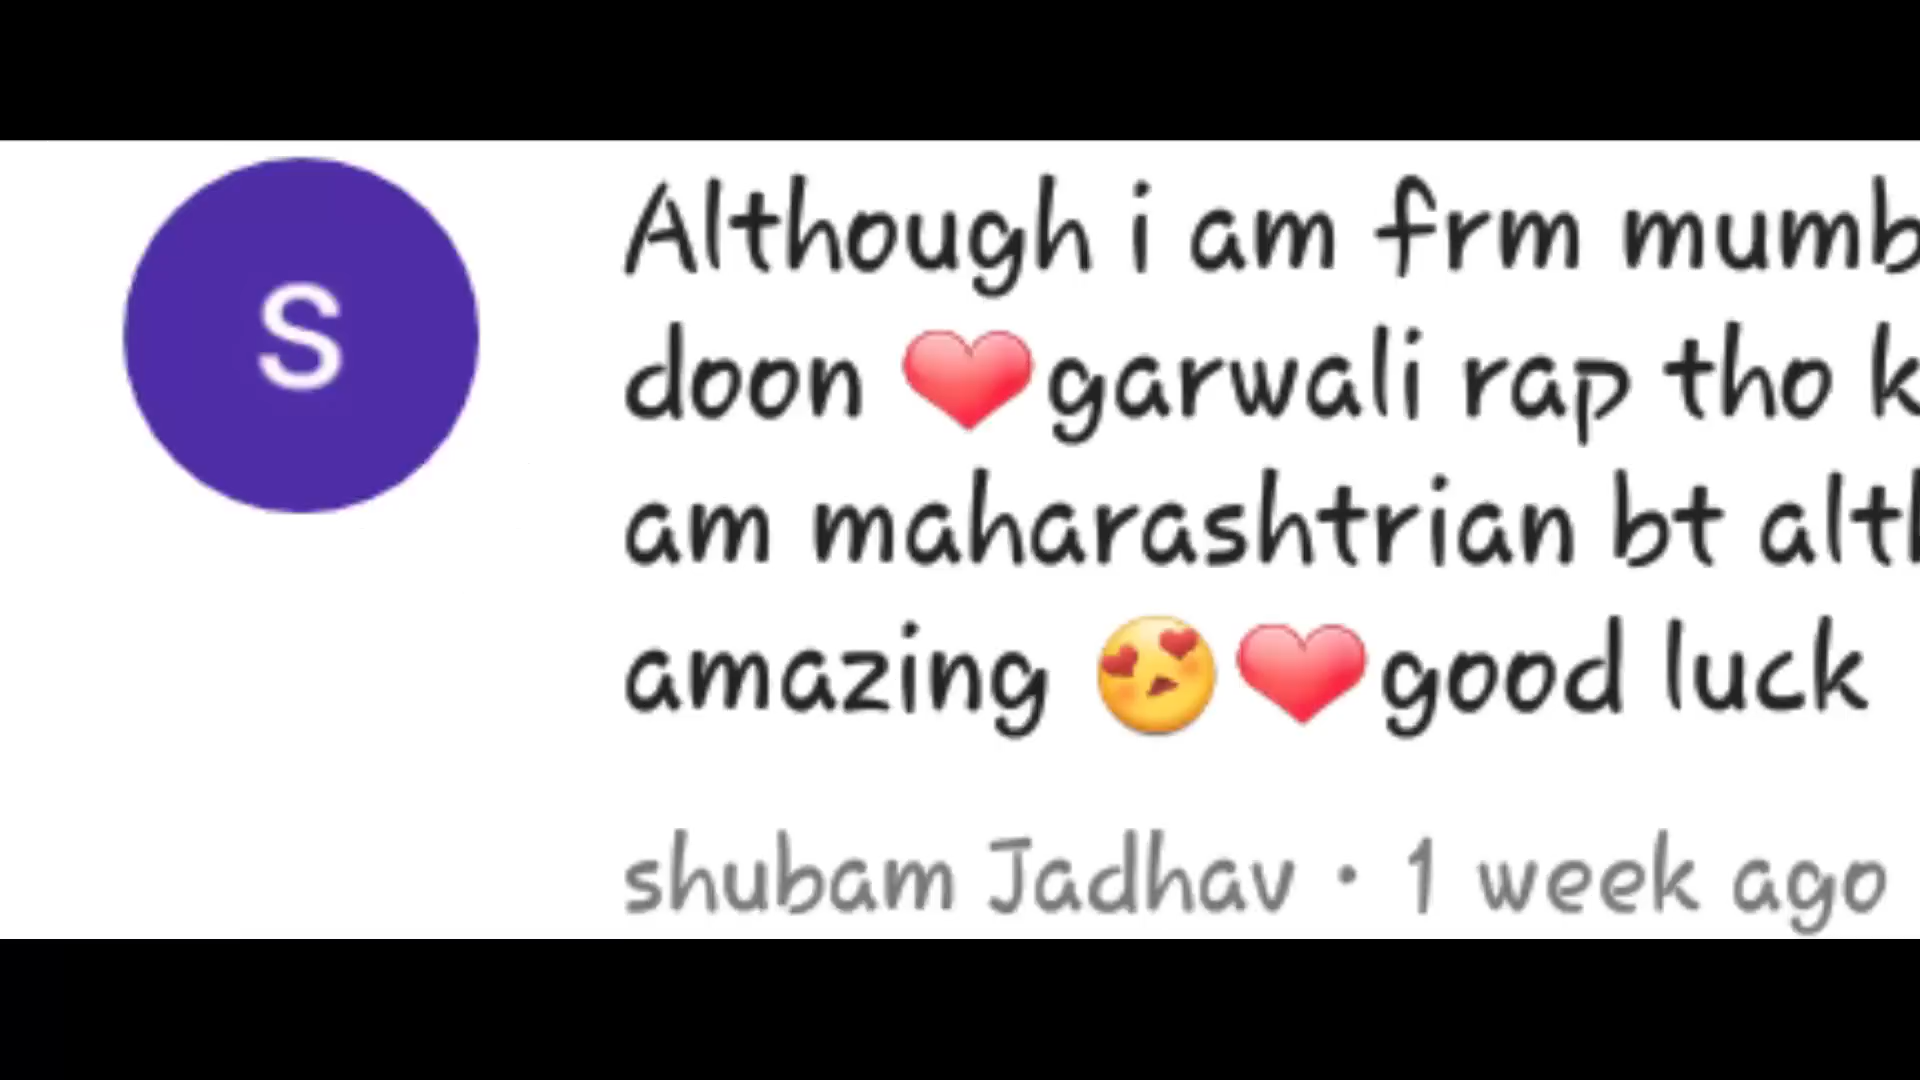 S
Although i am frm mumb
doon ❤garwali rap tho k
am maharashtrian bt alth
amazing 😍❤good luck
shubam Jadhav • 1 week ago